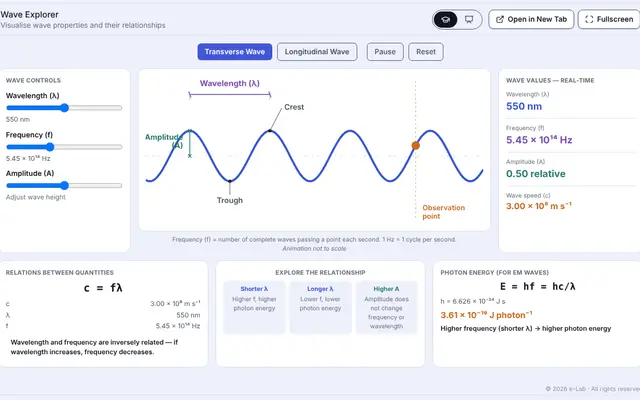 Wave Explorer
Visualise wave properties and their relationships
Open in New Tab
Fullscreen
Transverse Wave
Longitudinal Wave
Pause
Reset
WAVE CONTROLS
Wavelength (λ)
550 nm
Frequency (f)
5.45 × 10¹⁴ Hz
Amplitude (A)
Adjust wave height
Wavelength (λ)
Crest
Amplitude
(A)
Trough
Observation
point
Frequency (f) = number of complete waves passing a point each second. 1 Hz = 1 cycle per second.
Animation not to scale
WAVE VALUES — REAL-TIME
Wavelength (λ)
550 nm
Frequency (f)
5.45 × 10¹⁴ Hz
Amplitude (A)
0.50 relative
Wave speed (c)
3.00 × 10⁸ m s⁻¹
RELATIONS BETWEEN QUANTITIES
c = fλ
c 3.00 × 10⁸ m s⁻¹
λ 550 nm
f 5.45 × 10¹⁴ Hz
Wavelength and frequency are inversely related — if
wavelength increases, frequency decreases.
EXPLORE THE RELATIONSHIP
Shorter λ
Higher f, higher
photon energy
Longer λ
Lower f, lower
photon energy
Higher A
Amplitude does
not change
frequency or
wavelength
PHOTON ENERGY (FOR EM WAVES)
E = hf = hc/λ
h = 6.626 × 10⁻³⁴ J s
3.61 × 10⁻¹⁹ J photon⁻¹
Higher frequency (shorter λ) → higher photon energy
© 2026 e-Lab · All rights reserved